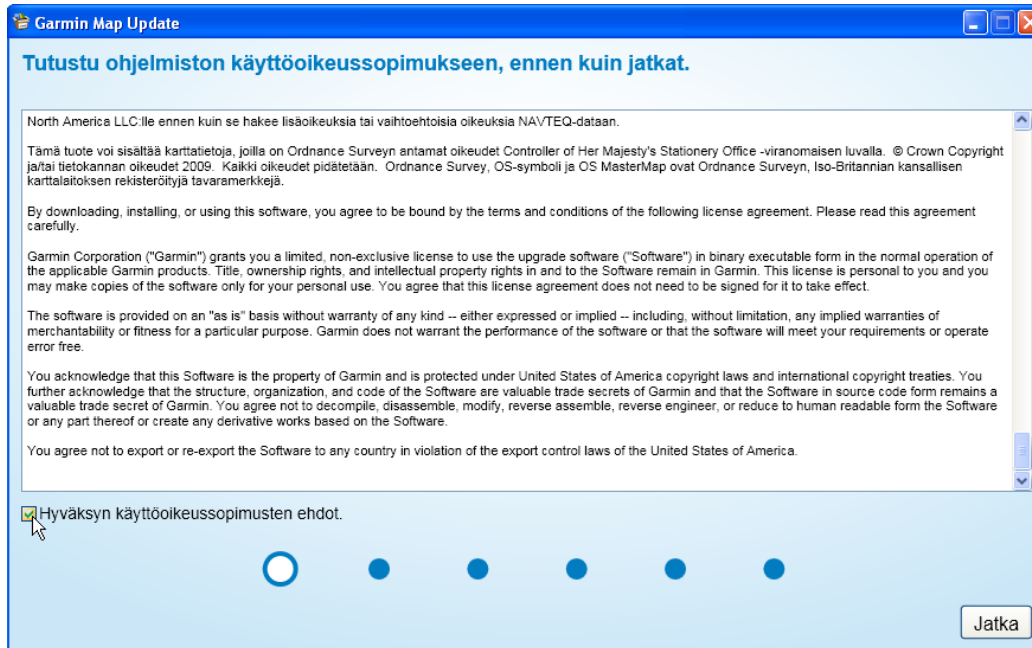 Garmin Map Update
Tutustu ohjelmiston käyttöoikeussopimukseen, ennen kuin jatkat.
North America LLC:lle ennen kuin se hakee lisäoikeuksia tai vaihtoehtoisia oikeuksia NAVTEQ-dataan.
Tämä tuote voi sisältää karttatietoja, joilla on Ordnance Surveyn antamat oikeudet Controller of Her Majesty's Stationery Office -viranomaisen luvalla. © Crown Copyright
ja/tai tietokannan oikeudet 2009. Kaikki oikeudet pidätetään. Ordnance Survey, OS-symboli ja OS MasterMap ovat Ordnance Surveyn, Iso-Britannian kansallisen
karttalaitoksen rekisteröityjä tavaramerkkejä.
By downloading, installing, or using this software, you agree to be bound by the terms and conditions of the following license agreement. Please read this agreement
carefully.
Garmin Corporation ("Garmin") grants you a limited, non-exclusive license to use the upgrade software ("Software") in binary executable form in the normal operation of
the applicable Garmin products. Title, ownership rights, and intellectual property rights in and to the Software remain in Garmin. This license is personal to you and you
may make copies of the software only for your personal use. You agree that this license agreement does not need to be signed for it to take effect.
The software is provided on an "as is" basis without warranty of any kind -- either expressed or implied -- including, without limitation, any implied warranties of
merchantability or fitness for a particular purpose. Garmin does not warrant the performance of the software or that the software will meet your requirements or operate
error free.
You acknowledge that this Software is the property of Garmin and is protected under United States of America copyright laws and international copyright treaties. You
further acknowledge that the structure, organization, and code of the Software are valuable trade secrets of Garmin and that the Software in source code form remains a
valuable trade secret of Garmin. You agree not to decompile, disassemble, modify, reverse assemble, reverse engineer, or reduce to human readable form the Software
or any part thereof or create any derivative works based on the Software.
You agree not to export or re-export the Software to any country in violation of the export control laws of the United States of America.
Hyväksyn käyttöoikeussopimusten ehdot.
Jatka